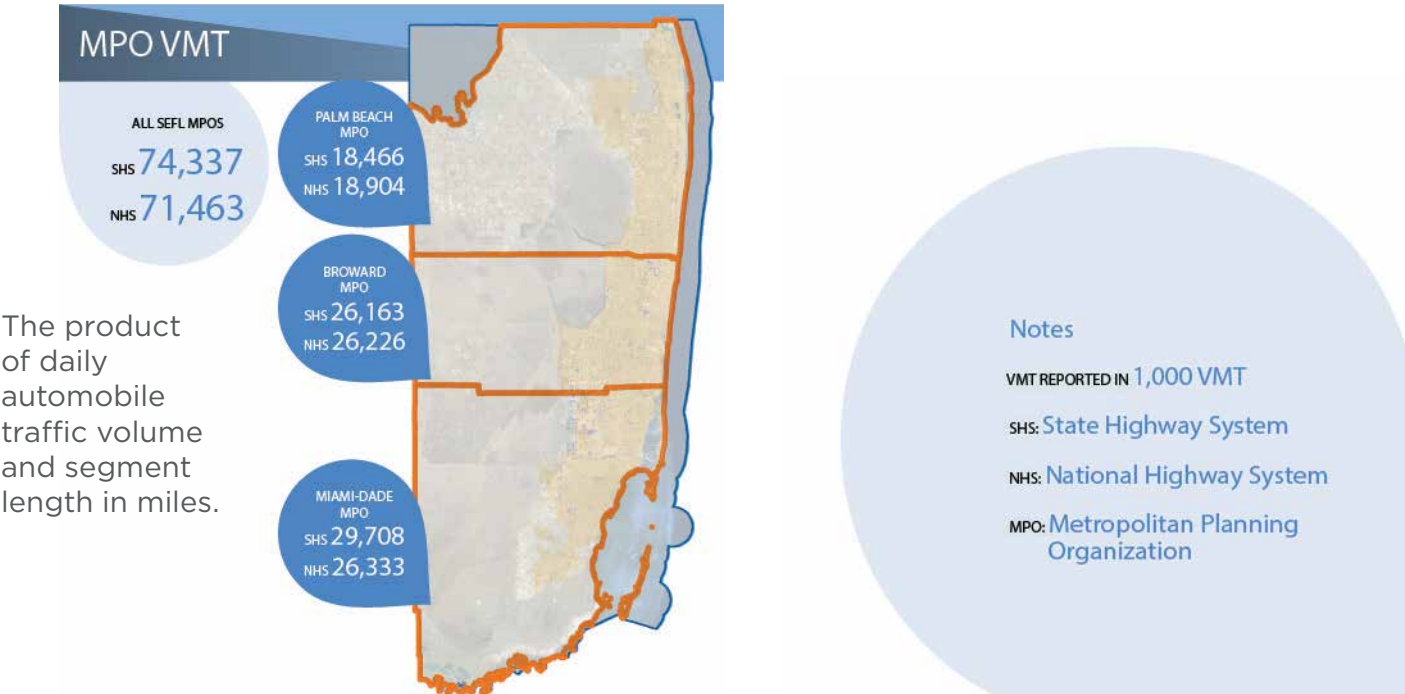 MPO VMT
ALL SEFL MPOS
SHS 74,337
NHS 71,463
PALM BEACH
MPO
SHS 18,466
NHS 18,904
BROWARD
MPO
SHS 26,163
NHS 26,226
The product
of daily
automobile
traffic volume
and segment
length in miles.
MIAMI-DADE
MPO
SHS 29,708
NHS 26,333
Notes
VMT REPORTED IN 1,000 VMT
SHS: State Highway System
NHS: National Highway System
MPO: Metropolitan Planning
Organization